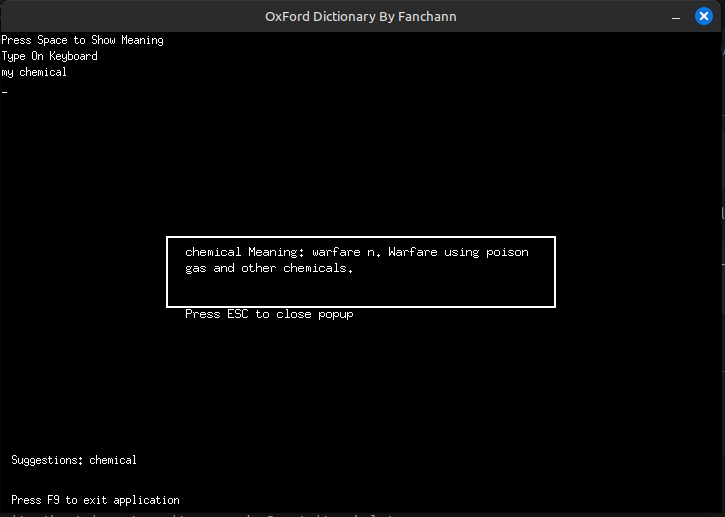 OxFord Dictionary By Fanchann
Press Space to Show Meaning
Type On Keyboard
my chemical
_
chemical Meaning: warfare n. Warfare using poison
gas and other chemicals.
Press ESC to close popup
Suggestions: chemical
Press F9 to exit application